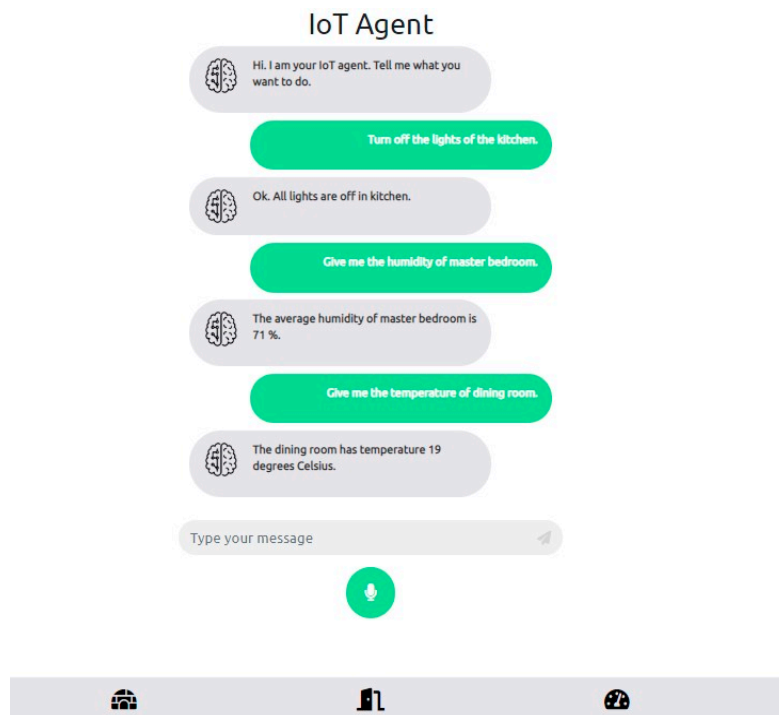 IoT Agent
Hi. I am your IoT agent. Tell me what you
want to do.
Turn off the lights of the kitchen.
Ok. All lights are off in kitchen.
Give me the humidity of master bedroom.
The average humidity of master bedroom is
71 %.
Give me the temperature of dining room.
The dining room has temperature 19
degrees Celsius.
Type your message